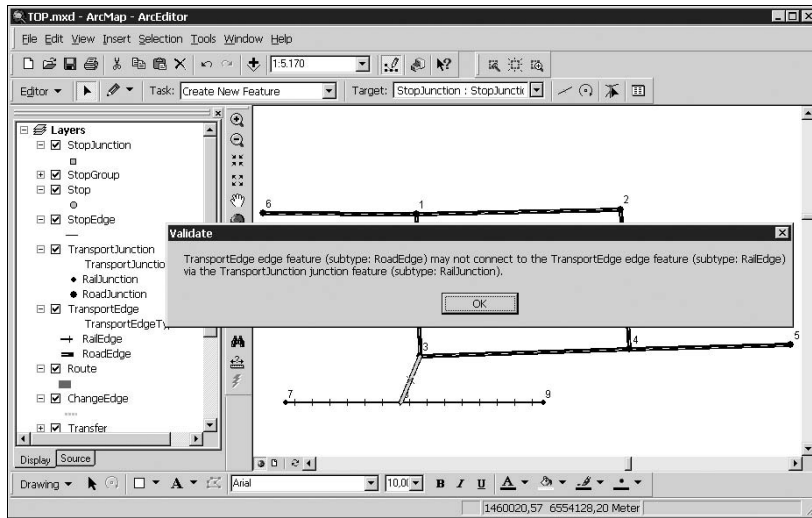 TOP.mxd - ArcMap - ArcEditor
File Edit View Insert Selection Tools Window Help
1:5.170
Editor Task: Create New Feature Target: StopJunction : StopJuncti
Layers
StopJunction
StopGroup
Stop
StopEdge
TransportJunction
TransportJunctio
RailJunction
RoadJunction
TransportEdge
TransportEdgeTy
RailEdge
RoadEdge
Route
ChangeEdge
Transfer
Display Source
6 1 2
Validate
TransportEdge edge feature (subtype: RoadEdge) may not connect to the TransportEdge edge feature (subtype: RailEdge)
via the TransportJunction junction feature (subtype: RailJunction).
OK
3 4 5
7 9
Drawing A Arial 10,0 B I U A
1460020,57 6554128,20 Meter